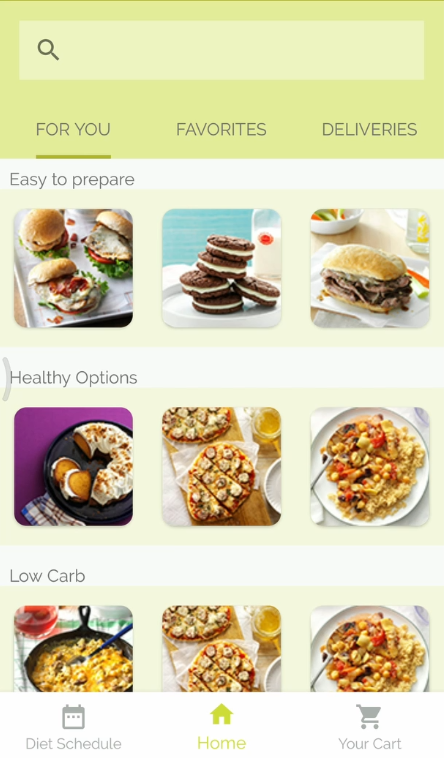 FOR YOU
FAVORITES
DELIVERIES
Easy to prepare
Healthy Options
Low Carb
Diet Schedule
Home
Your Cart